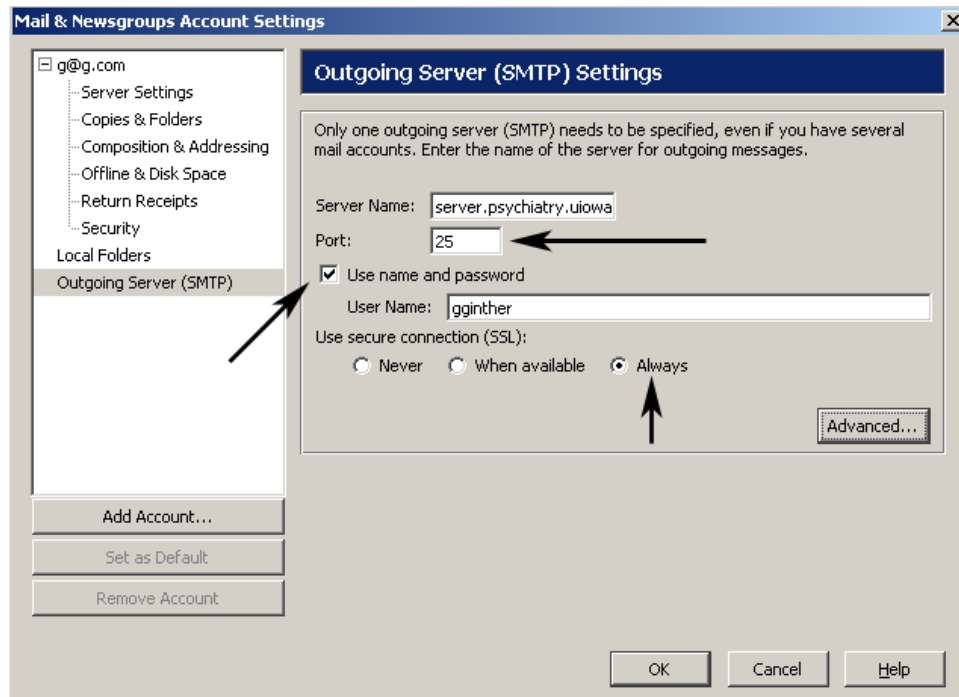 Mail & Newsgroups Account Settings
g@g.com
Server Settings
Copies & Folders
Composition & Addressing
Offline & Disk Space
Return Receipts
Security
Local Folders
Outgoing Server (SMTP)
Add Account...
Set as Default
Remove Account
Outgoing Server (SMTP) Settings
Only one outgoing server (SMTP) needs to be specified, even if you have several
mail accounts. Enter the name of the server for outgoing messages.
Server Name: server.psychiatry.uiowa
Port: 25
Use name and password
User Name: gginther
Use secure connection (SSL):
Never When available Always
Advanced...
OK Cancel Help